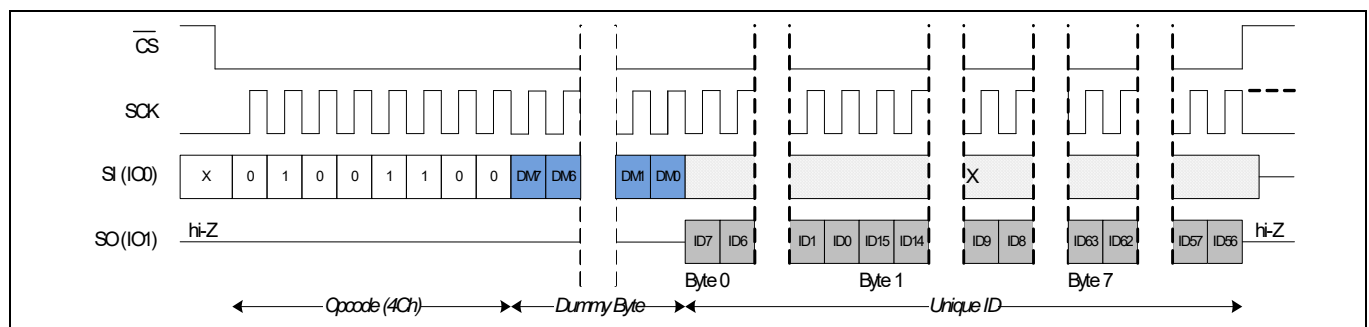 CS
SCK
SI (IO0) X 0 1 0 0 1 1 0 0 DM7 DM6 DM1 DM0 X
SO (IO1) hi-Z ID7 ID6 ID1 ID0 ID15 ID14 ID9 ID8 ID63 ID62 ID57 ID56 hi-Z
Byte 0 Byte 1 Byte 7
Opcode (4Ch) Dummy Byte Unique ID